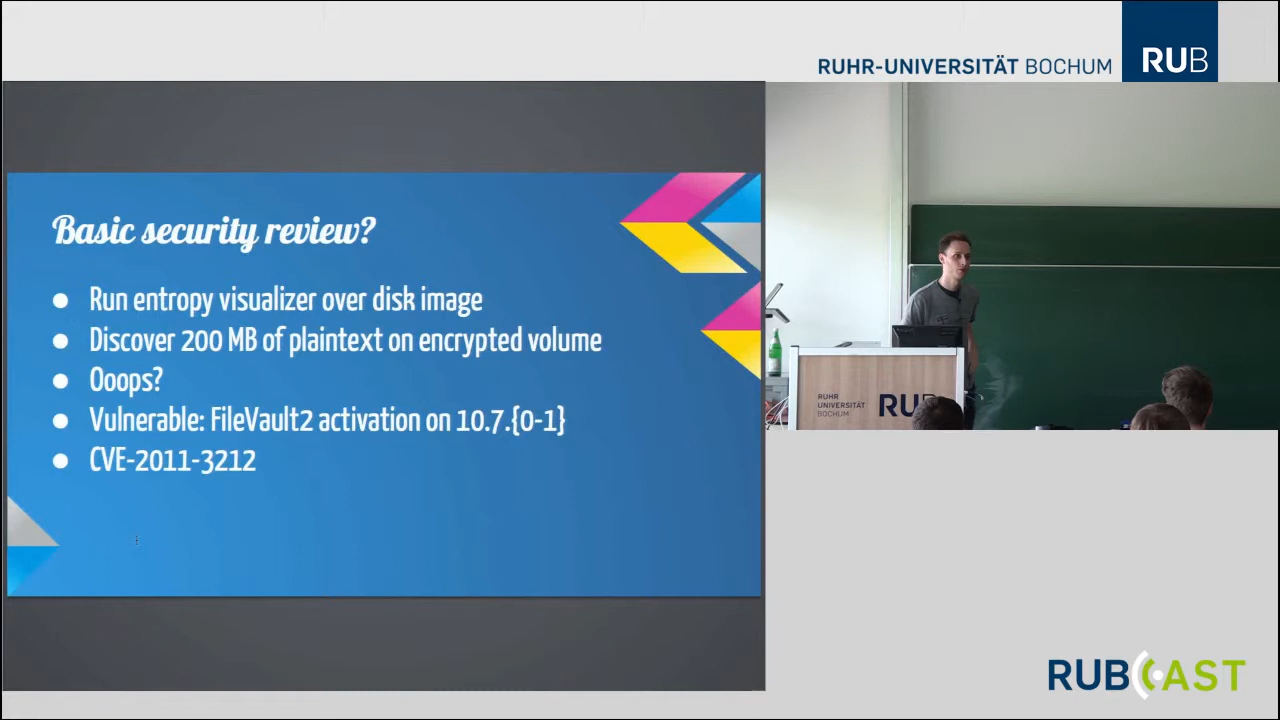 RUHR-UNIVERSITÄT BOCHUM RUB
Basic security review?
● Run entropy visualizer over disk image
● Discover 200 MB of plaintext on encrypted volume
● Ooops?
● Vulnerable: FileVault2 activation on 10.7.{0-1}
● CVE-2011-3212
RUHR
UNIVERSITÄT
BOCHUM
RUB
RUBCAST